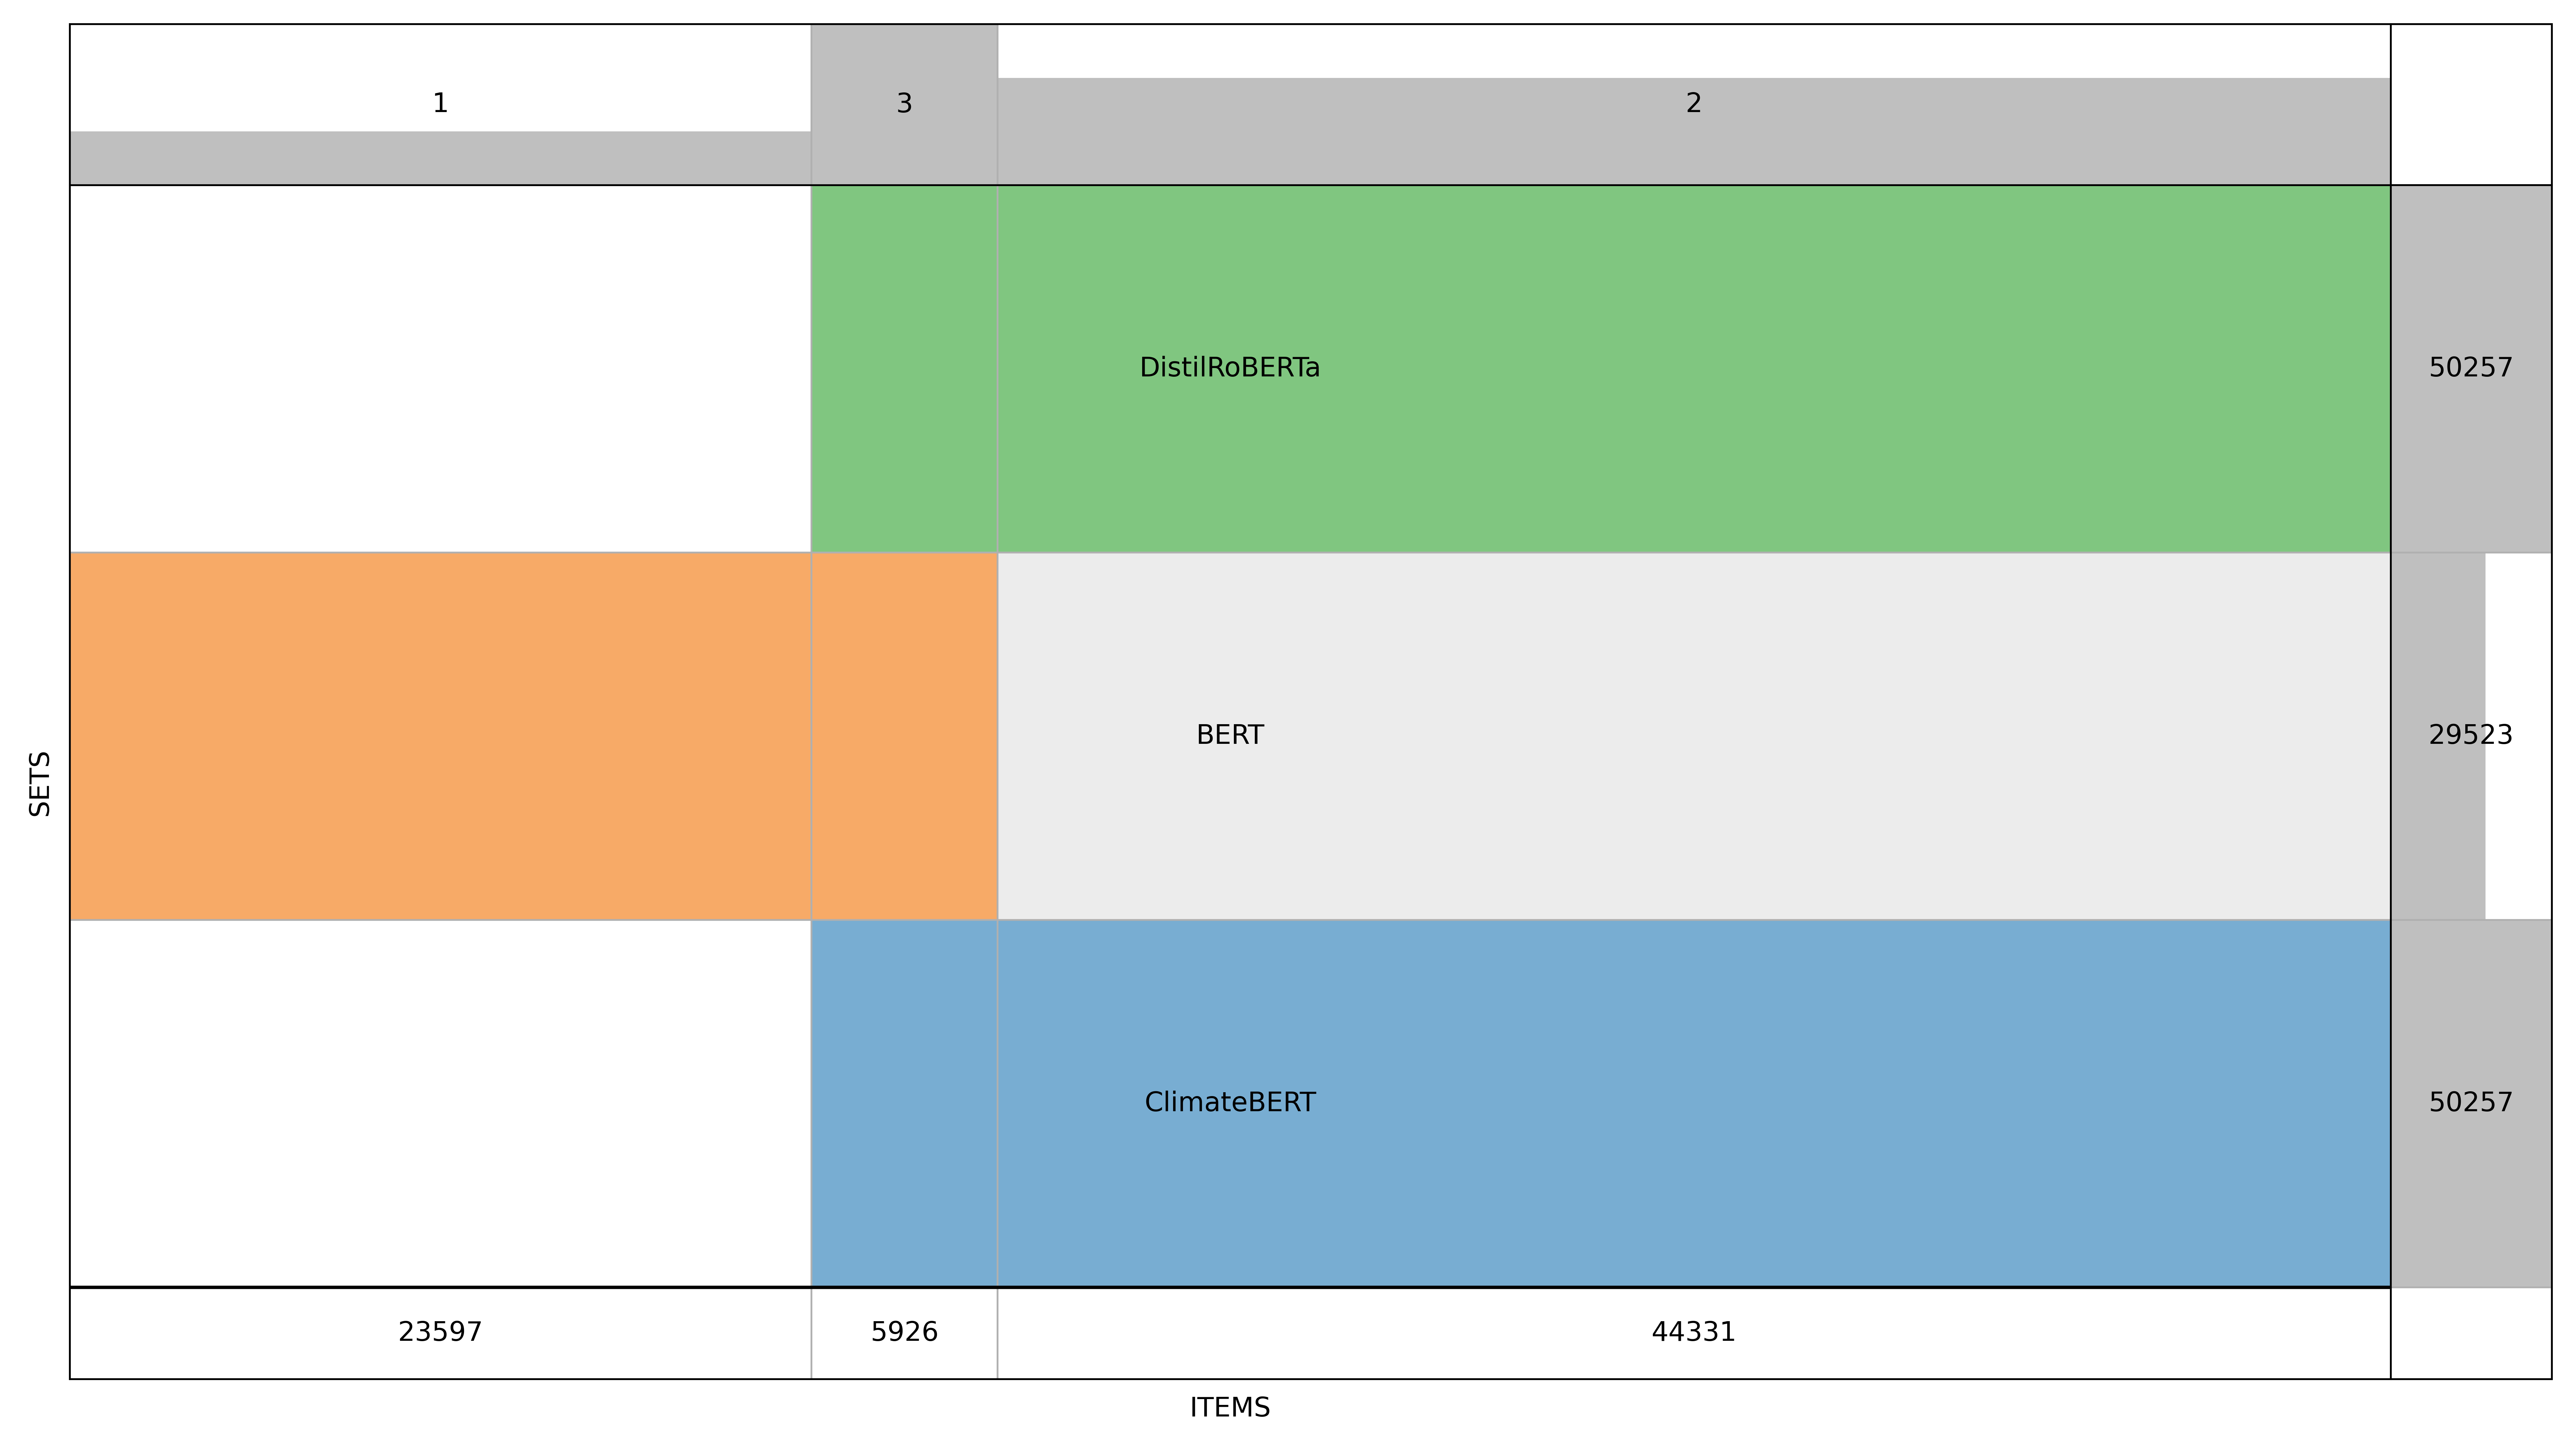 1 3 2
DistilRoBERTa 50257
BERT 29523
SETS
ClimateBERT 50257
23597 5926 44331
ITEMS